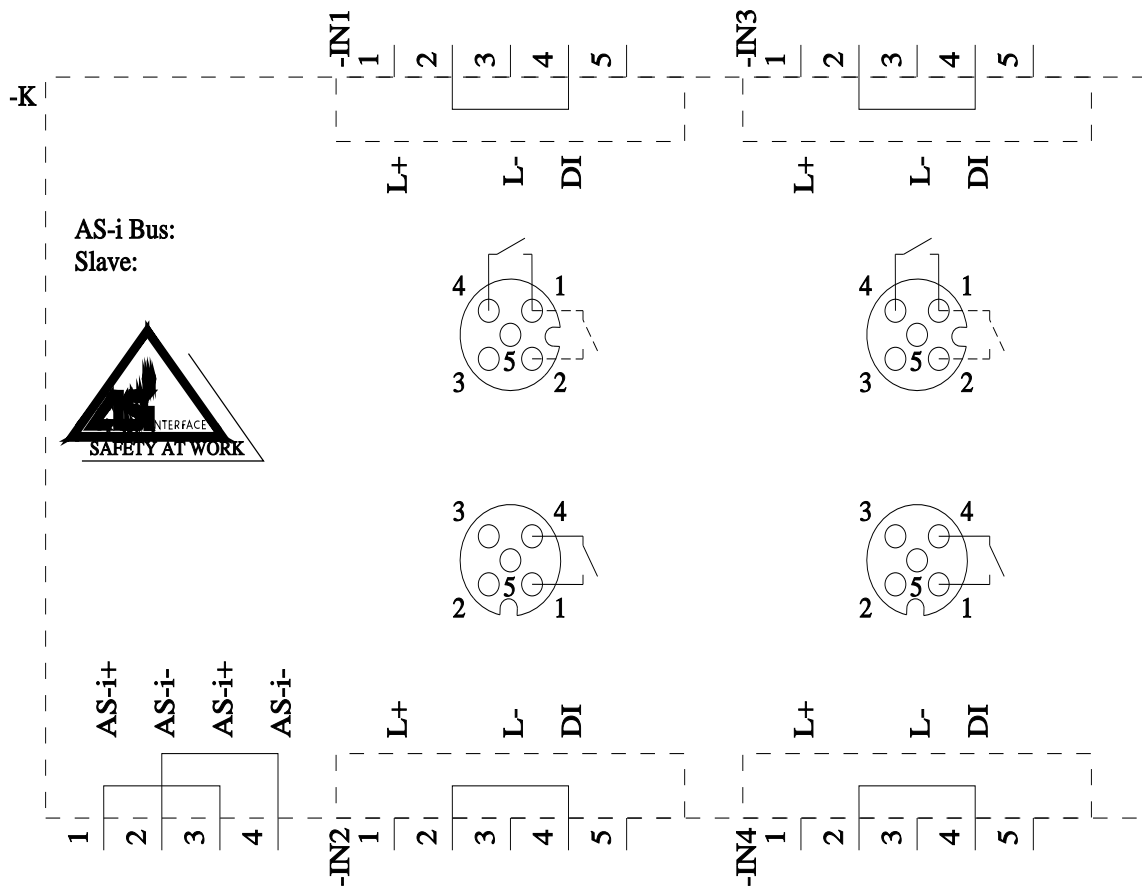 -IN1
1
2
3
4
5
-IN3
1
2
3
4
5
-K
L+
L-
DI
L+
L-
DI
AS-i Bus:
Slave:
4
1
3
5
2
4
1
3
5
2
ASi
INTERFACE
SAFETY AT WORK
3
4
2
5
1
3
4
2
5
1
AS-i+
AS-i-
AS-i+
AS-i-
L+
L-
DI
L+
L-
DI
1
2
3
4
-IN2
1
2
3
4
5
-IN4
1
2
3
4
5